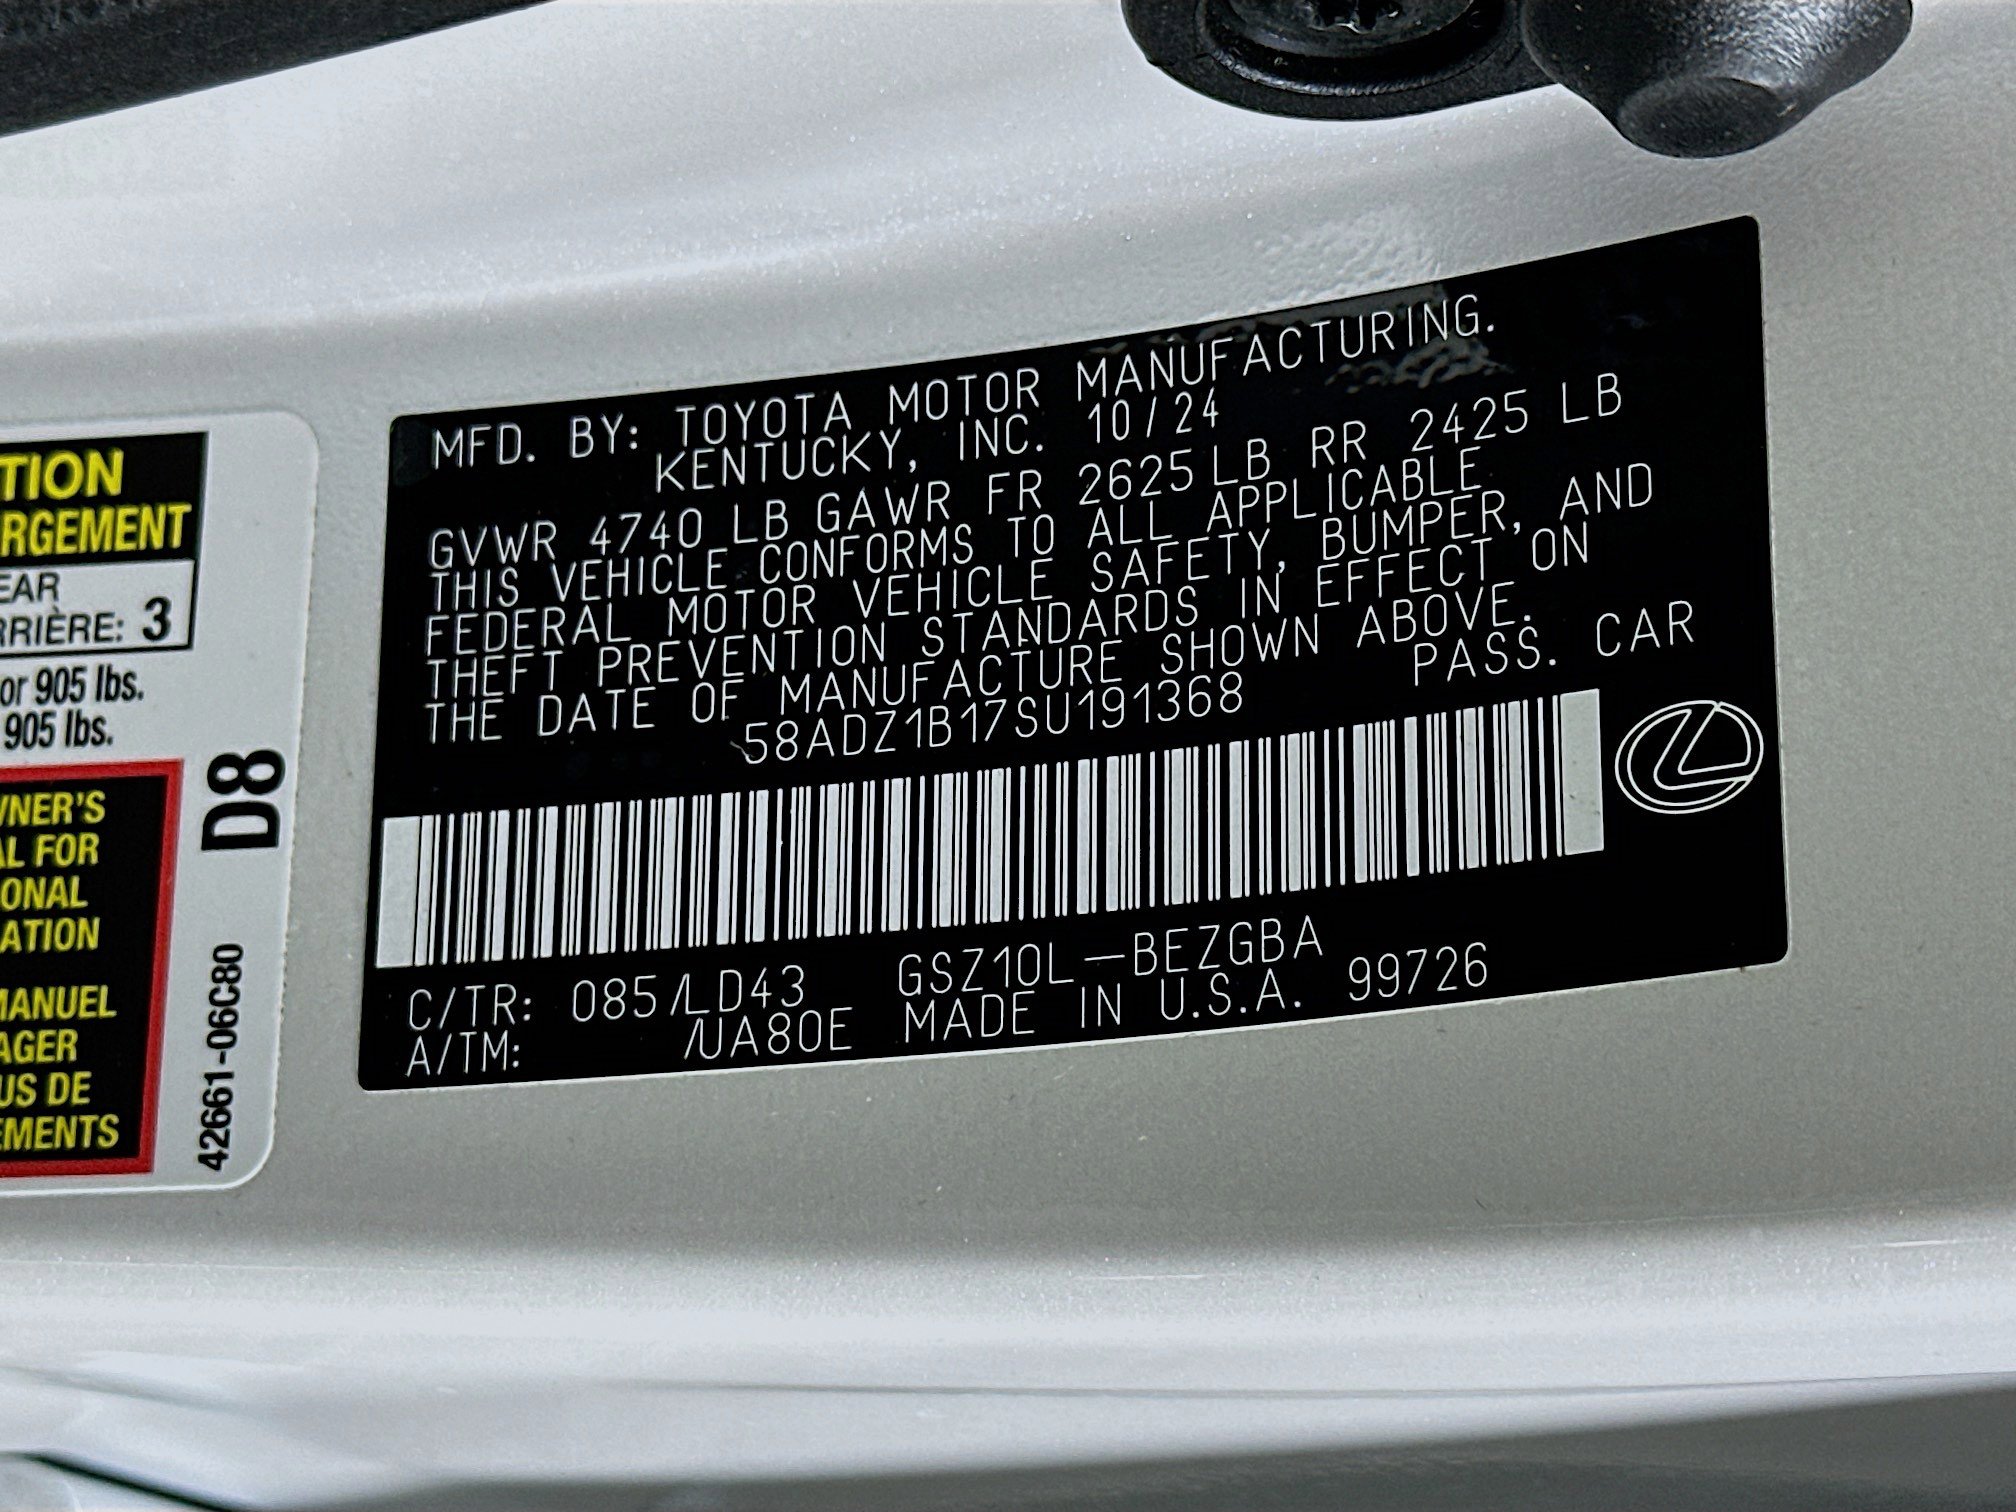 TION
RGEMENT
EAR
RRIÈRE: 3
or 905 lbs.
905 lbs.
WNER'S
AL FOR
ONAL
ATION
MANUEL
AGER
US DE
EMENTS
D8
42661-06C80
MFD. BY: TOYOTA MOTOR MANUFACTURING.
KENTUCKY, INC. 10/24
GVWR 4740 LB GAWR FR 2625 LB RR 2425 LB
THIS VEHICLE CONFORMS TO ALL APPLICABLE
FEDERAL MOTOR VEHICLE SAFETY, BUMPER, AND
THEFT PREVENTION STANDARDS IN EFFECT ON
THE DATE OF MANUFACTURE SHOWN ABOVE.
58ADZ1B17SU191368 PASS. CAR
C/TR: 085/LD43 GSZ10L-BEZGBA
A/TM: /UA80E MADE IN U.S.A. 99726